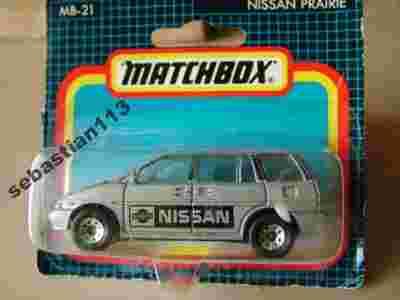 MB-21
NISSAN PRAIRIE
MATCHBOX
sebastian113
NISSAN